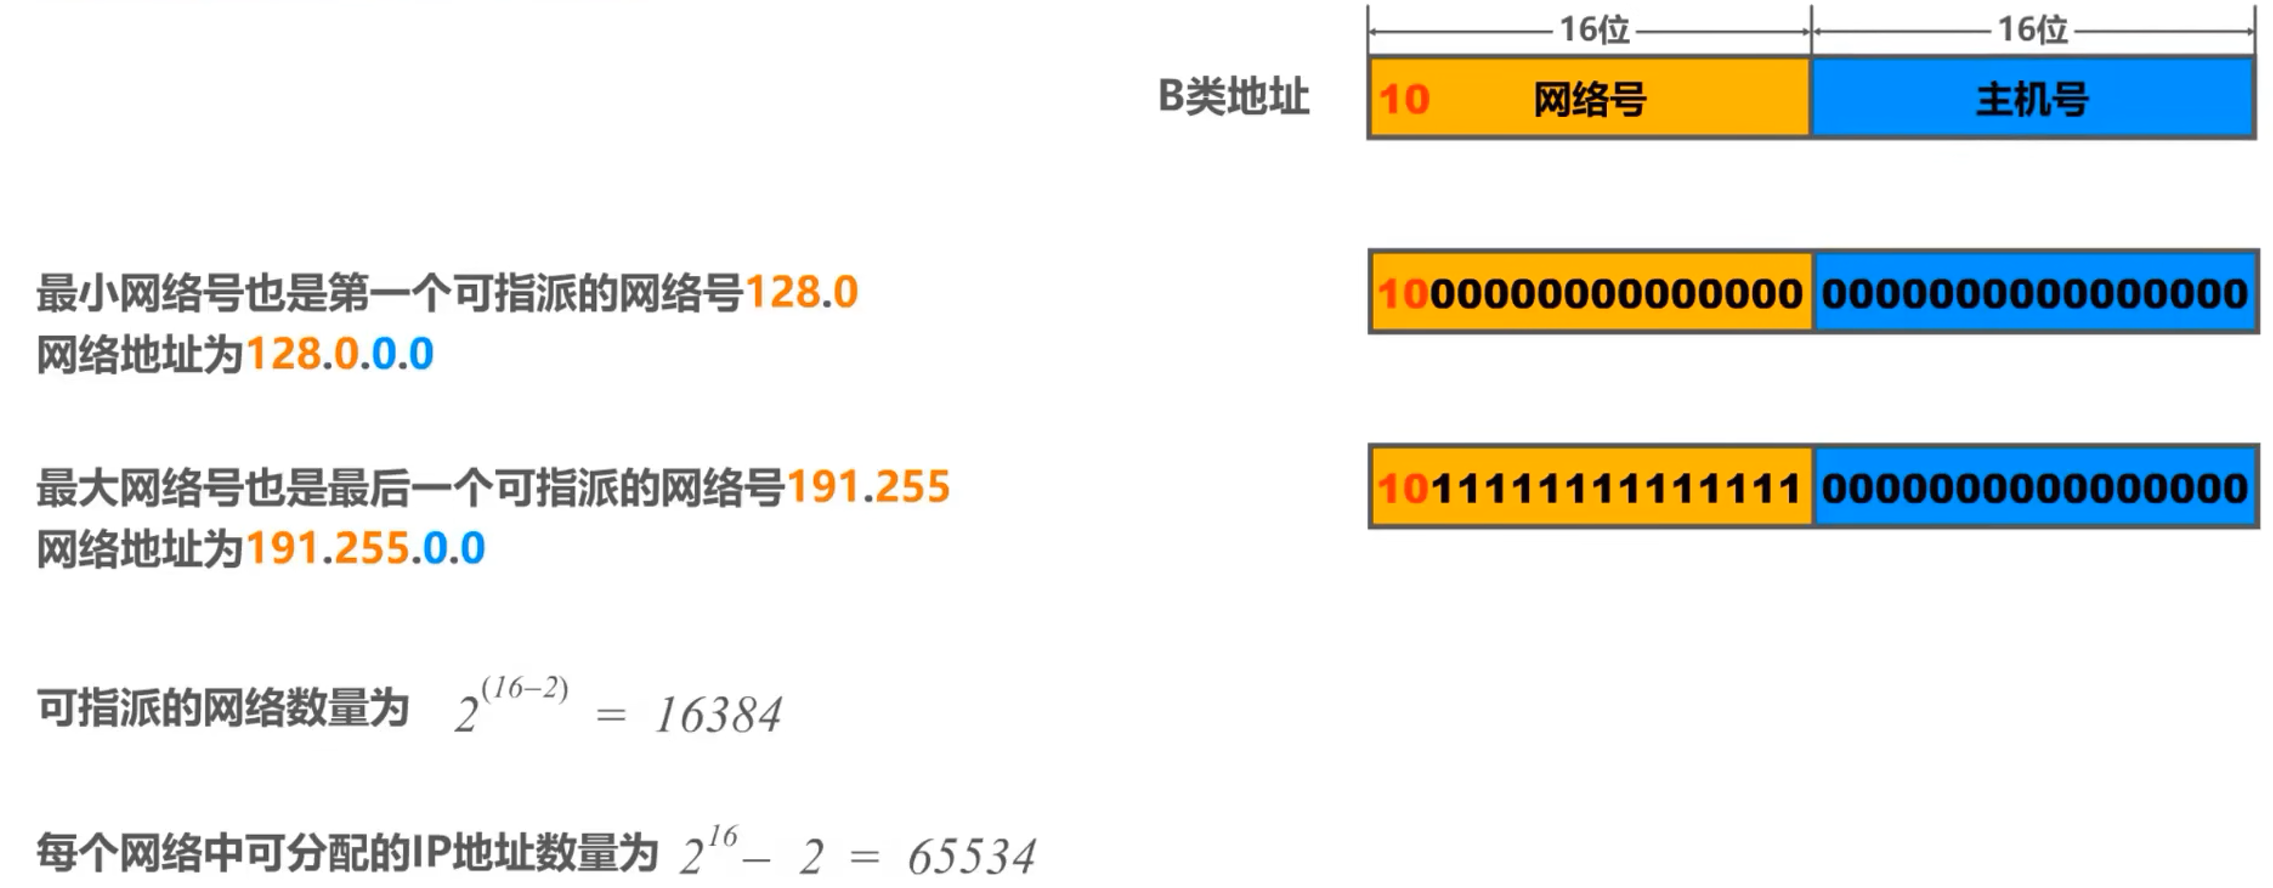 16位 16位
B类地址 10 网络号 主机号
最小网络号也是第一个可指派的网络号128.0
网络地址为128.0.0.0
1000000000000000 0000000000000000
最大网络号也是最后一个可指派的网络号191.255
网络地址为191.255.0.0
1011111111111111 0000000000000000
可指派的网络数量为 2^(16-2) = 16384
每个网络中可分配的IP地址数量为 2^16 - 2 = 65534